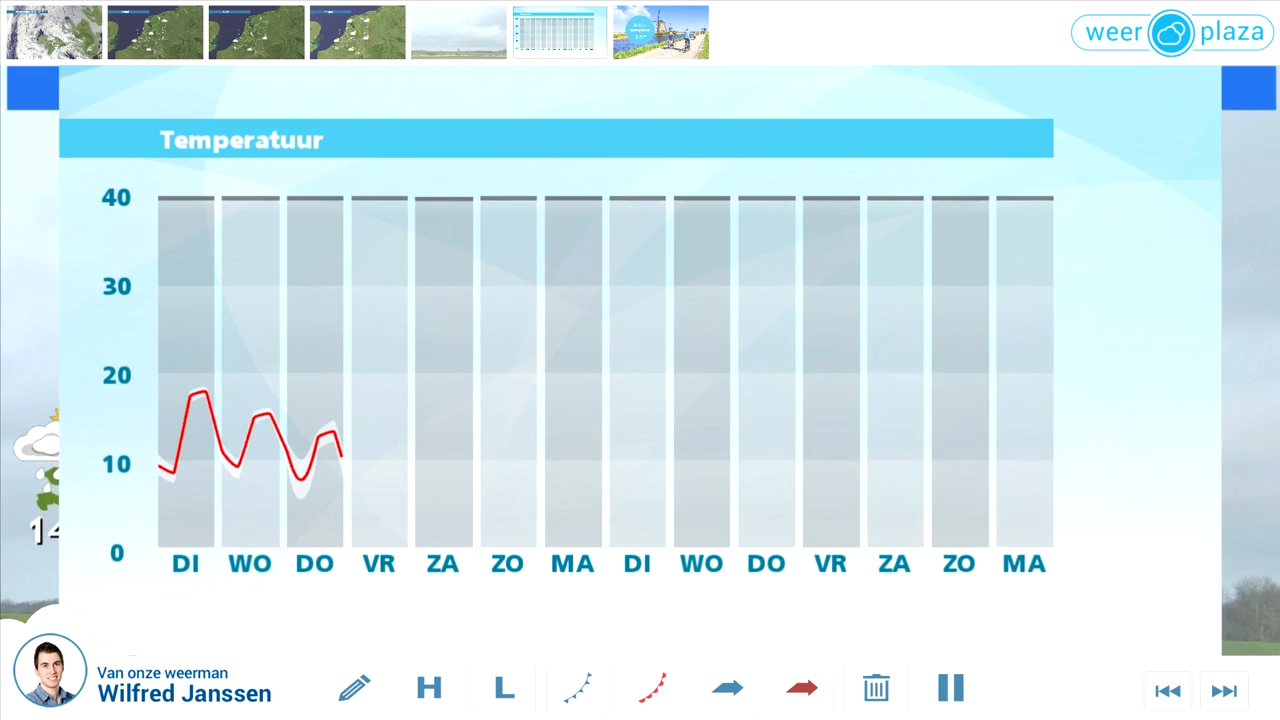 weer plaza
Temperatuur
40
30
20
10
0
DI WO DO VR ZA ZO MA DI WO DO VR ZA ZO MA
14
Van onze weerman
Wilfred Janssen
H L